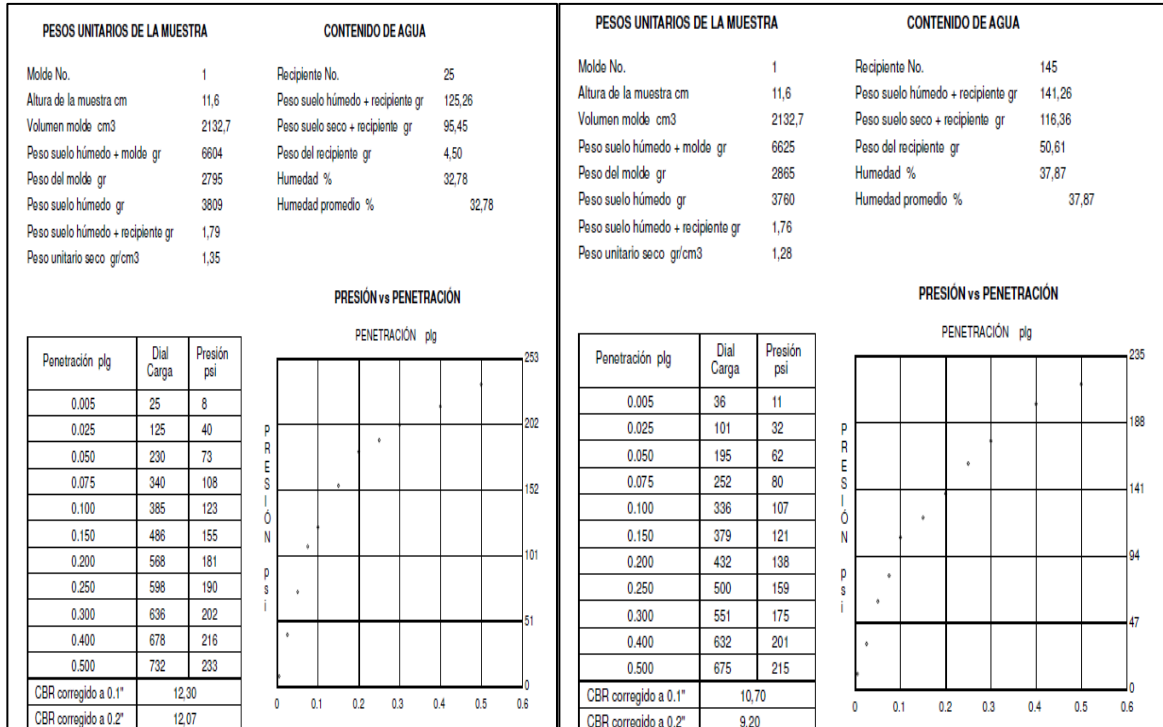 PESOS UNITARIOS DE LA MUESTRA CONTENIDO DE AGUA
Molde No. 1 Recipiente No. 25
Altura de la muestra cm 11,6 Peso suelo húmedo + recipiente gr 125,26
Volumen molde cm3 2132,7 Peso suelo seco + recipiente gr 95,45
Peso suelo húmedo + molde gr 6604 Peso del recipiente gr 4,50
Peso del molde gr 2795 Humedad % 32,78
Peso suelo húmedo gr 3809 Humedad promedio % 32,78
Peso suelo húmedo + recipiente gr 1,79
Peso unitario seco gr/cm3 1,35
PRESIÓN vs PENETRACIÓN
PENETRACIÓN plg
Penetración plg Dial Carga Presión psi
0.005 25 8
0.025 125 40
0.050 230 73
0.075 340 108
0.100 385 123
0.150 486 155
0.200 568 181
0.250 598 190
0.300 636 202
0.400 678 216
0.500 732 233
CBR corregido a 0.1" 12,30
CBR corregido a 0.2" 12,07
PRESIÓN psi
253
202
152
101
51
0
0 0.1 0.2 0.3 0.4 0.5 0.6
PESOS UNITARIOS DE LA MUESTRA CONTENIDO DE AGUA
Molde No. 1 Recipiente No. 145
Altura de la muestra cm 11,6 Peso suelo húmedo + recipiente gr 141,26
Volumen molde cm3 2132,7 Peso suelo seco + recipiente gr 116,36
Peso suelo húmedo + molde gr 6625 Peso del recipiente gr 50,61
Peso del molde gr 2865 Humedad % 37,87
Peso suelo húmedo gr 3760 Humedad promedio % 37,87
Peso suelo húmedo + recipiente gr 1,76
Peso unitario seco gr/cm3 1,28
PRESIÓN vs PENETRACIÓN
PENETRACIÓN plg
Penetración plg Dial Carga Presión psi
0.005 36 11
0.025 101 32
0.050 195 62
0.075 252 80
0.100 336 107
0.150 379 121
0.200 432 138
0.250 500 159
0.300 551 175
0.400 632 201
0.500 675 215
CBR corregido a 0.1" 10,70
CBR corregido a 0.2" 9,20
PRESIÓN psi
235
188
141
94
47
0
0 0.1 0.2 0.3 0.4 0.5 0.6